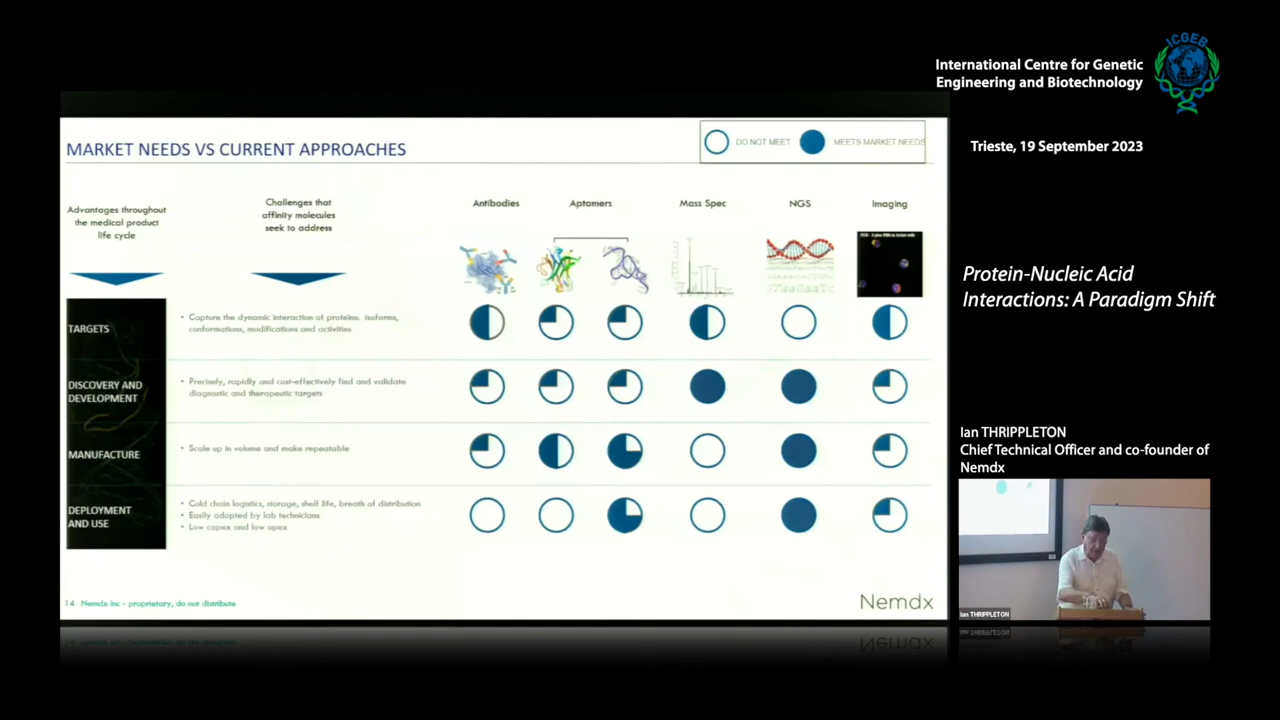 ICGEB
International Centre for Genetic
Engineering and Biotechnology
Trieste, 19 September 2023
Protein-Nucleic Acid
Interactions: A Paradigm Shift
Ian THRIPPLETON
Chief Technical Officer and co-founder of
Nemdx
Ian THRIPPLETON
MARKET NEEDS VS CURRENT APPROACHES
DO NOT MEET
MEETS MARKET NEEDS
Advantages throughout
the medical product
life cycle
Challenges that
affinity molecules
seek to address
Antibodies
Aptamers
Mass Spec
NGS
Imaging
TARGETS
• Capture the dynamic interaction of proteins: isoforms,
conformations, modifications and activities
DISCOVERY AND
DEVELOPMENT
• Precisely, rapidly and cost-effectively find and validate
diagnostic and therapeutic targets
MANUFACTURE
• Scale up in volume and make repeatable
DEPLOYMENT
AND USE
• Cold chain logistics, storage, shelf life, breath of distribution
• Easily adopted by lab technicians
• Low capex and low opex
14 Nemdx inc - proprietary, do not distribute
Nemdx